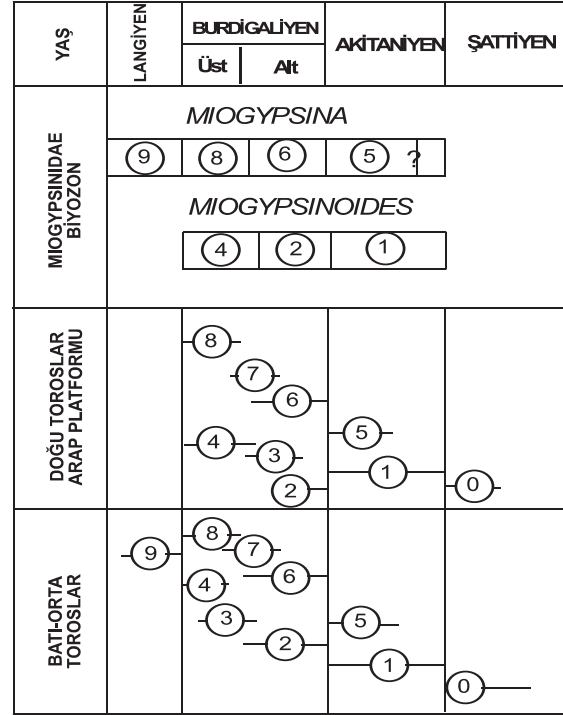 YAŞ
LANGİYEN
BURDİGALİYEN
Üst
Alt
AKİTANİYEN
ŞATTİYEN
MIOGYPSINIDAE
BİYOZON
MIOGYPSINA
9 8 6 5 ?
MIOGYPSINOIDES
4 2 1
DOĞU TOROSLAR
ARAP PLATFORMU
8
7
6
5
4
3
1
2
0
BATI-ORTA
TOROSLAR
8
9
7
6
4
3
5
2
1
0